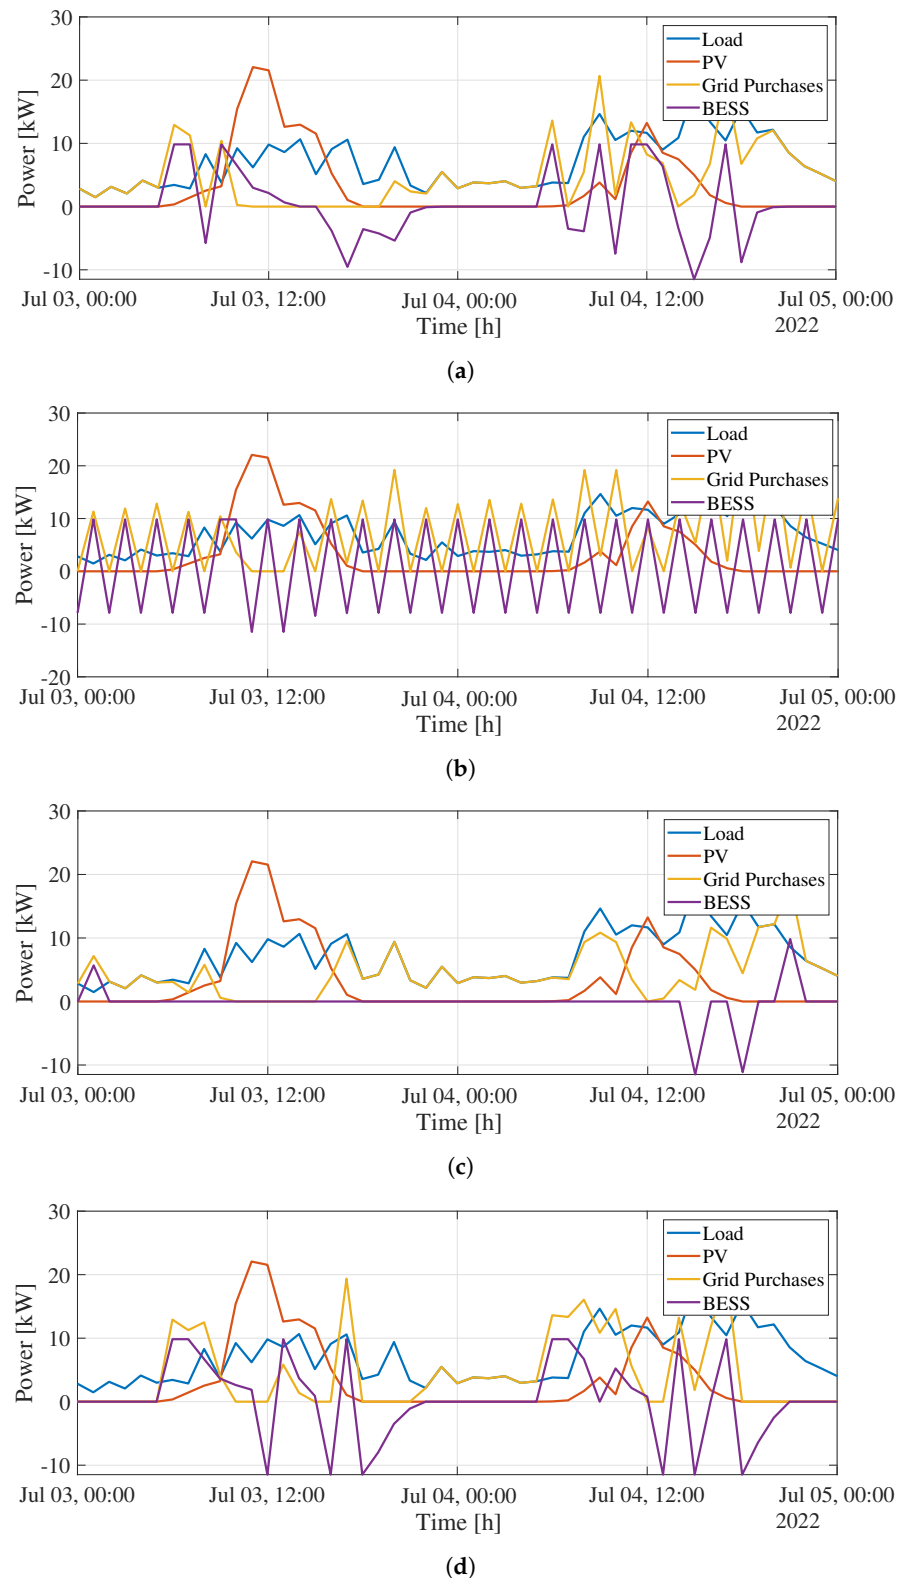 30
20
10
0
-10
Power [kW]
Load
PV
Grid Purchases
BESS
Jul 03, 00:00 Jul 03, 12:00 Jul 04, 00:00 Jul 04, 12:00 Jul 05, 00:00
Time [h] 2022
(a)
30
20
10
0
-10
-20
Power [kW]
Load
PV
Grid Purchases
BESS
Jul 03, 00:00 Jul 03, 12:00 Jul 04, 00:00 Jul 04, 12:00 Jul 05, 00:00
Time [h] 2022
(b)
30
20
10
0
-10
Power [kW]
Load
PV
Grid Purchases
BESS
Jul 03, 00:00 Jul 03, 12:00 Jul 04, 00:00 Jul 04, 12:00 Jul 05, 00:00
Time [h] 2022
(c)
30
20
10
0
-10
Power [kW]
Load
PV
Grid Purchases
BESS
Jul 03, 00:00 Jul 03, 12:00 Jul 04, 00:00 Jul 04, 12:00 Jul 05, 00:00
Time [h] 2022
(d)